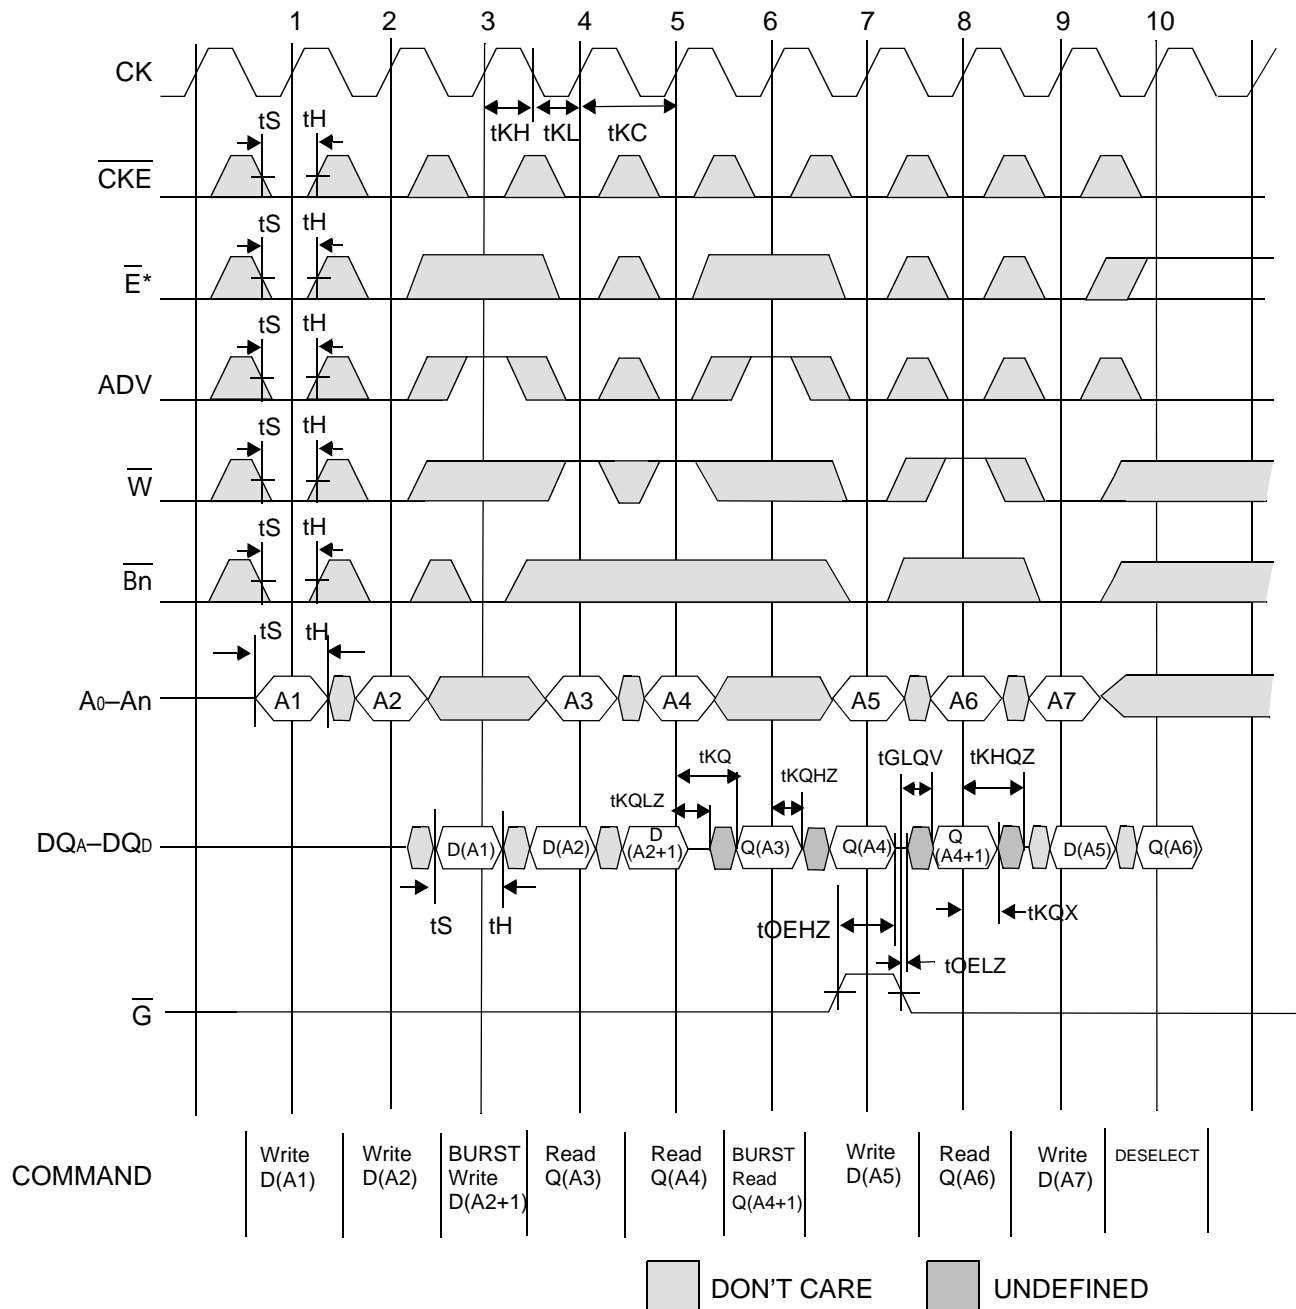 1 2 3 4 5 6 7 8 9 10
CK
tKH tKL tKC
tS tH
CKE
tS tH
E*
tS tH
ADV
tS tH
W
tS tH
Bn
tS tH
A0–An A1 A2 A3 A4 A5 A6 A7
tKQ tGLQV tKHQZ
tKQHZ
tKQLZ
DQA–DQD D(A1) D(A2) D (A2+1) Q(A3) Q(A4) Q (A4+1) D(A5) Q(A6)
tS tH tOEHZ tKQX
tOELZ
G
COMMAND
Write D(A1)
Write D(A2)
BURST Write D(A2+1)
Read Q(A3)
Read Q(A4)
BURST Read Q(A4+1)
Write D(A5)
Read Q(A6)
Write D(A7)
DESELECT
DON'T CARE UNDEFINED